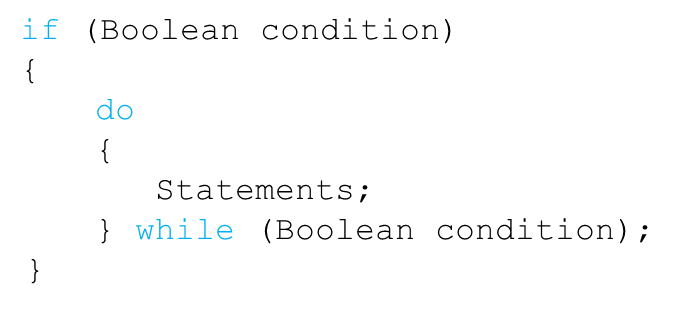 if (Boolean condition)
{
do
{
Statements;
} while (Boolean condition);
}